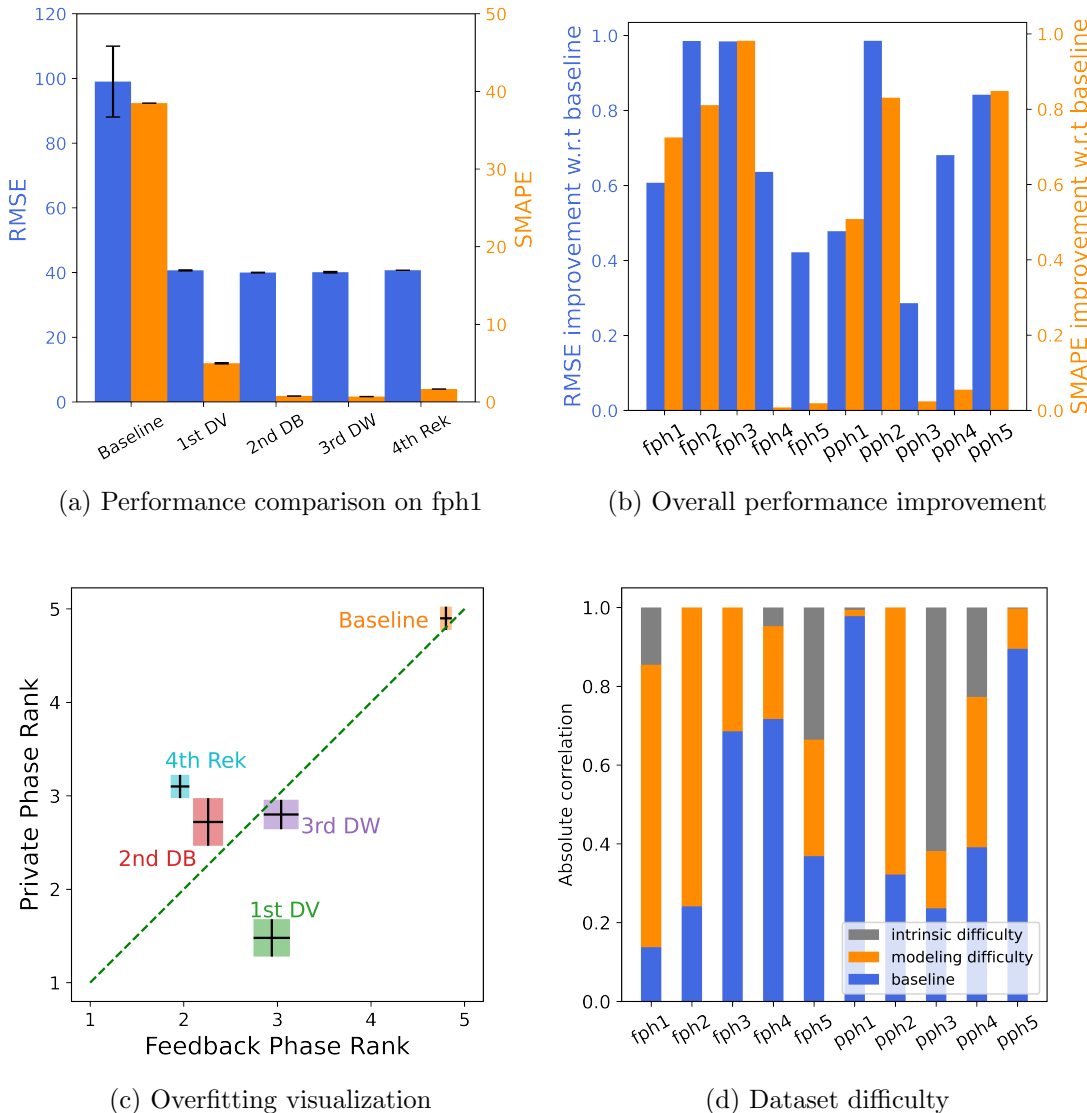 120
100
80
60
40
20
0
RMSE
50
40
30
20
10
0
SMAPE
Baseline
1st DV
2nd DB
3rd DW
4th Rek
(a) Performance comparison on fph1
1.0
0.8
0.6
0.4
0.2
0.0
RMSE improvement w.r.t baseline
1.0
0.8
0.6
0.4
0.2
0.0
SMAPE improvement w.r.t baseline
fph1
fph2
fph3
fph4
fph5
pph1
pph2
pph3
pph4
pph5
(b) Overall performance improvement
5
4
3
2
1
Private Phase Rank
Baseline
4th Rek
3rd DW
2nd DB
1st DV
1
2
3
4
5
Feedback Phase Rank
(c) Overfitting visualization
1.0
0.8
0.6
0.4
0.2
0.0
Absolute correlation
intrinsic difficulty
modeling difficulty
baseline
fph1
fph2
fph3
fph4
fph5
pph1
pph2
pph3
pph4
pph5
(d) Dataset difficulty